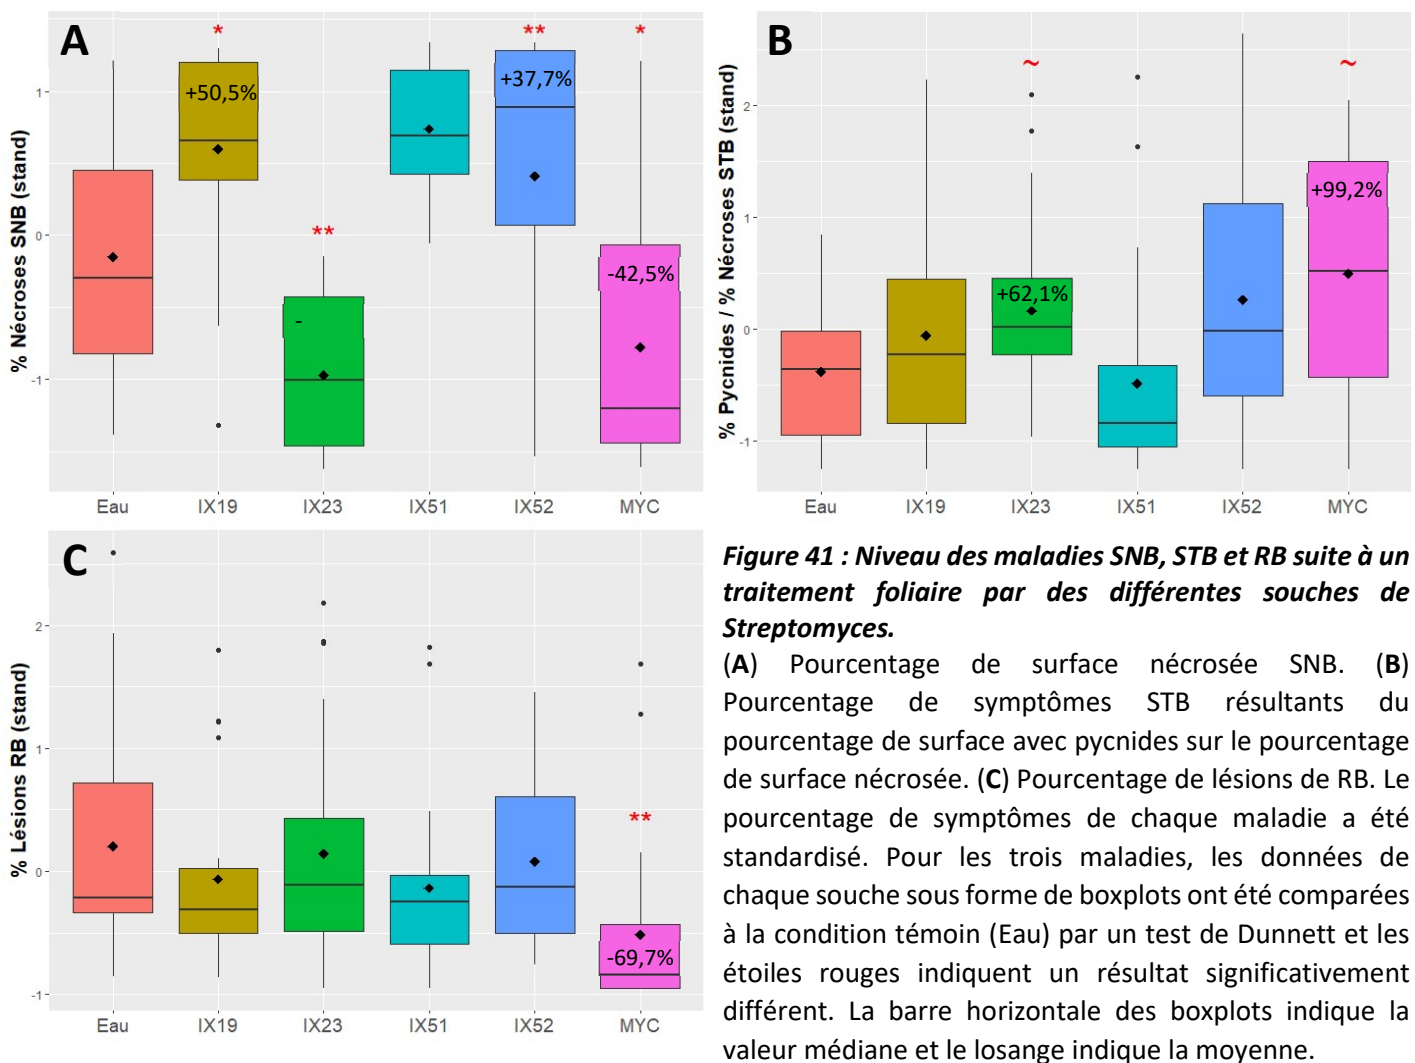 A
% Nécroses SNB (stand)
1
0
-1
*
**
**
*
+50,5%
-
+37,7%
-42,5%
Eau IX19 IX23 IX51 IX52 MYC
B
% Pycnides / % Nécroses STB (stand)
2
1
0
-1
~
~
+62,1%
+99,2%
Eau IX19 IX23 IX51 IX52 MYC
C
% Lésions RB (stand)
2
1
0
-1
**
-69,7%
Eau IX19 IX23 IX51 IX52 MYC
Figure 41 : Niveau des maladies SNB, STB et RB suite à un
traitement foliaire par des différentes souches de
Streptomyces.
(A) Pourcentage de surface nécrosée SNB. (B)
Pourcentage de symptômes STB résultants du
pourcentage de surface avec pycnides sur le pourcentage
de surface nécrosée. (C) Pourcentage de lésions de RB. Le
pourcentage de symptômes de chaque maladie a été
standardisé. Pour les trois maladies, les données de
chaque souche sous forme de boxplots ont été comparées
à la condition témoin (Eau) par un test de Dunnett et les
étoiles rouges indiquent un résultat significativement
différent. La barre horizontale des boxplots indique la
valeur médiane et le losange indique la moyenne.